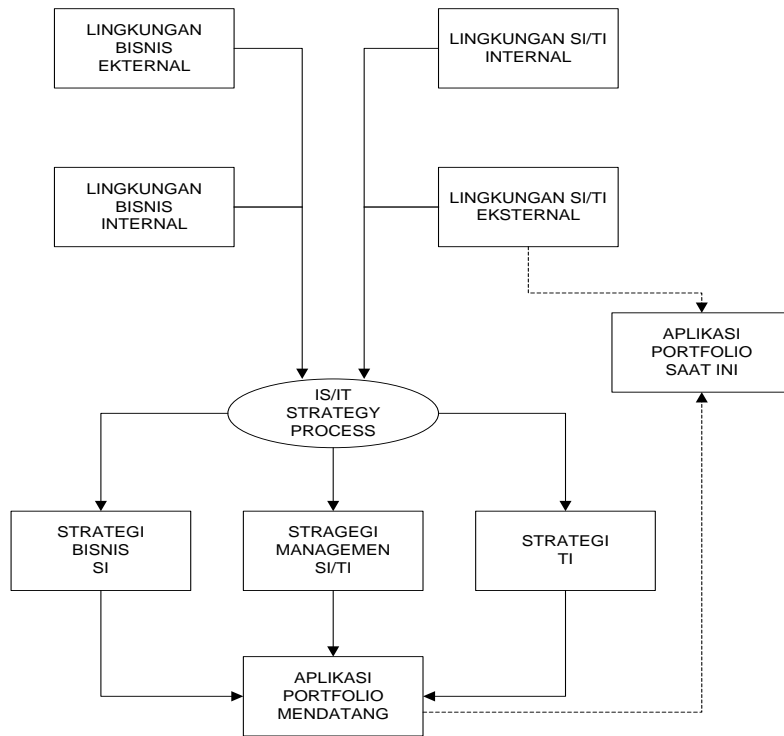 LINGKUNGAN
BISNIS
EKTERNAL
LINGKUNGAN SI/TI
INTERNAL
LINGKUNGAN
BISNIS
INTERNAL
LINGKUNGAN SI/TI
EKSTERNAL
APLIKASI
PORTFOLIO
SAAT INI
IS/IT
STRATEGY
PROCESS
STRATEGI
BISNIS
SI
STRAGEGI
MANAGEMEN
SI/TI
STRATEGI
TI
APLIKASI
PORTFOLIO
MENDATANG